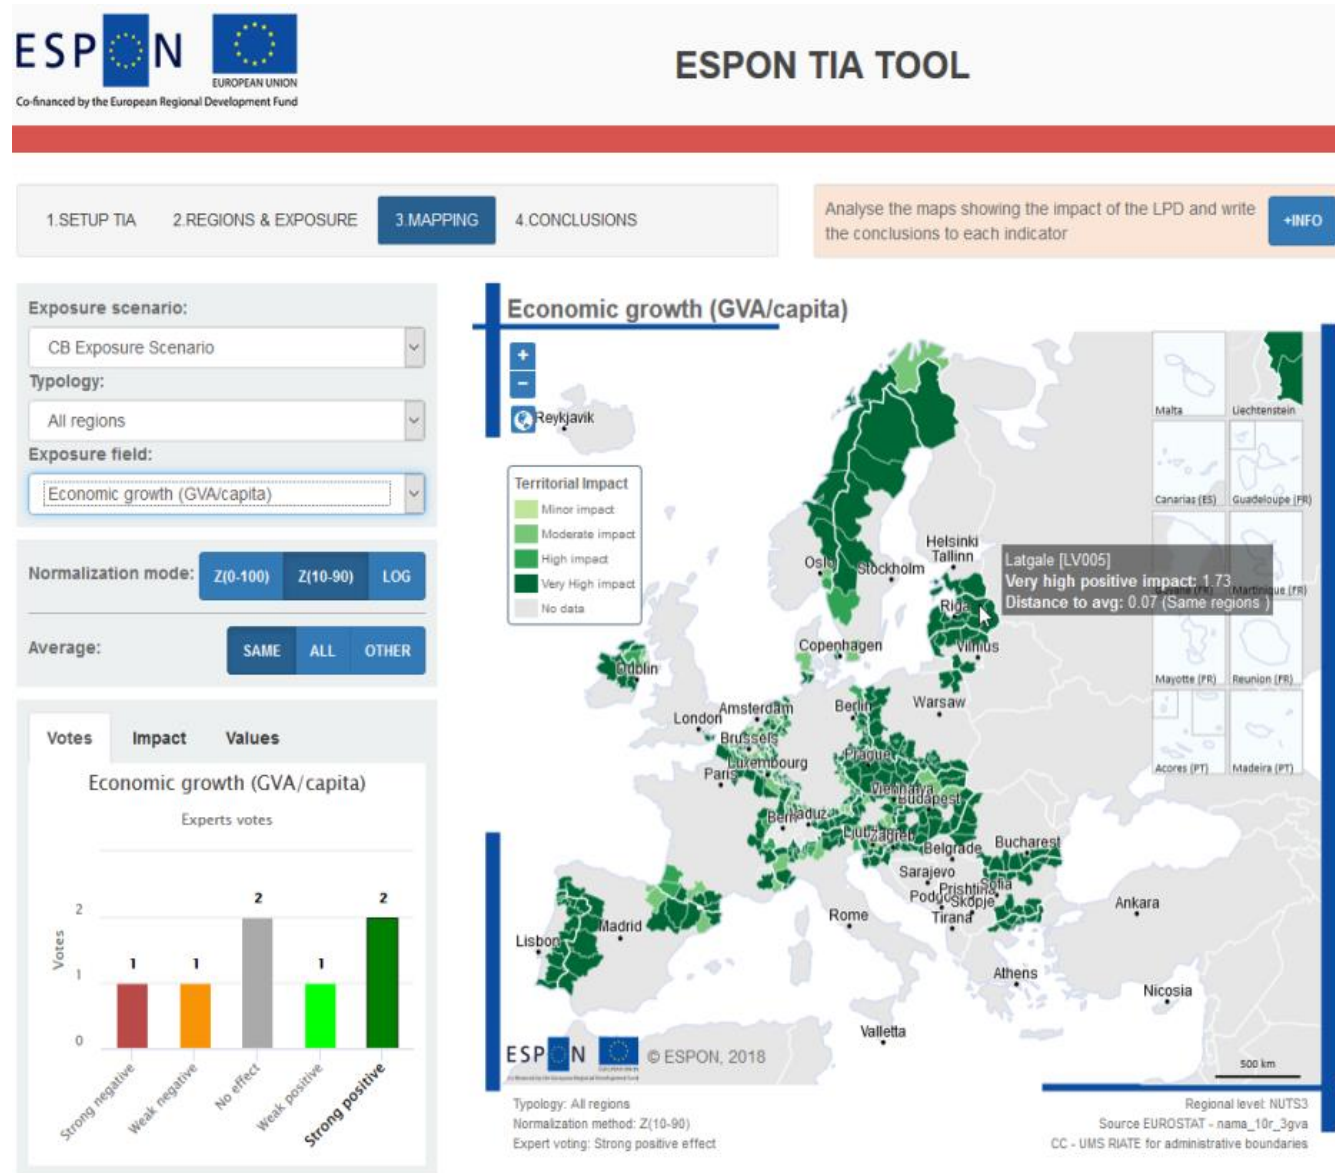 ESPON
EUROPEAN UNION
Co-financed by the European Regional Development Fund
ESPON TIA TOOL
1.SETUP TIA
2.REGIONS & EXPOSURE
3.MAPPING
4.CONCLUSIONS
Analyse the maps showing the impact of the LPD and write
the conclusions to each indicator
+INFO
Exposure scenario:
CB Exposure Scenario
Typology:
All regions
Exposure field:
Economic growth (GVA/capita)
Normalization mode:
Z(0-100)
Z(10-90)
LOG
Average:
SAME
ALL
OTHER
Votes
Impact
Values
Economic growth (GVA/capita)
Experts votes
Votes
2
1
0
1
1
2
1
2
Strong negative
Weak negative
No effect
Weak positive
Strong positive
Economic growth (GVA/capita)
+
−
Reykjavik
Territorial Impact
Minor impact
Moderate impact
High impact
Very High impact
No data
Malta
Liechtenstein
Canarias (ES)
Guadeloupe (FR)
Helsinki
Tallinn
Oslo
Stockholm
Latgale [LV005]
Very high positive impact: 1.73
Distance to avg: 0.07 (Same regions )
Guyane (FR)
Martinique (FR)
Riga
Copenhagen
Vilnius
Dublin
Mayotte (FR)
Reunion (FR)
Amsterdam
Berlin
Warsaw
London
Brussels
Prague
Luxembourg
Paris
Acores (PT)
Madeira (PT)
Budapest
Bern
Vaduz
Zagreb
Belgrade
Bucharest
Sarajevo
Prishtina
Sofia
Skopje
Tirana
Rome
Ankara
Madrid
Lisbon
Athens
Nicosia
Valletta
ESPON
© ESPON, 2018
500 km
Typology: All regions
Normalization method: Z(10-90)
Expert voting: Strong positive effect
Regional level: NUTS3
Source EUROSTAT - nama_10r_3gva
CC - UMS RIATE for administrative boundaries